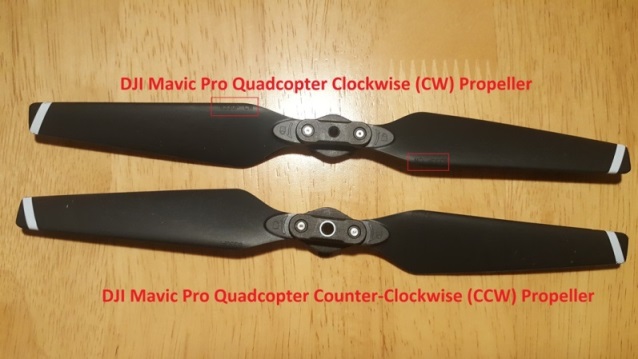 DJI Mavic Pro Quadcopter Clockwise (CW) Propeller
DJI Mavic Pro Quadcopter Counter-Clockwise (CCW) Propeller